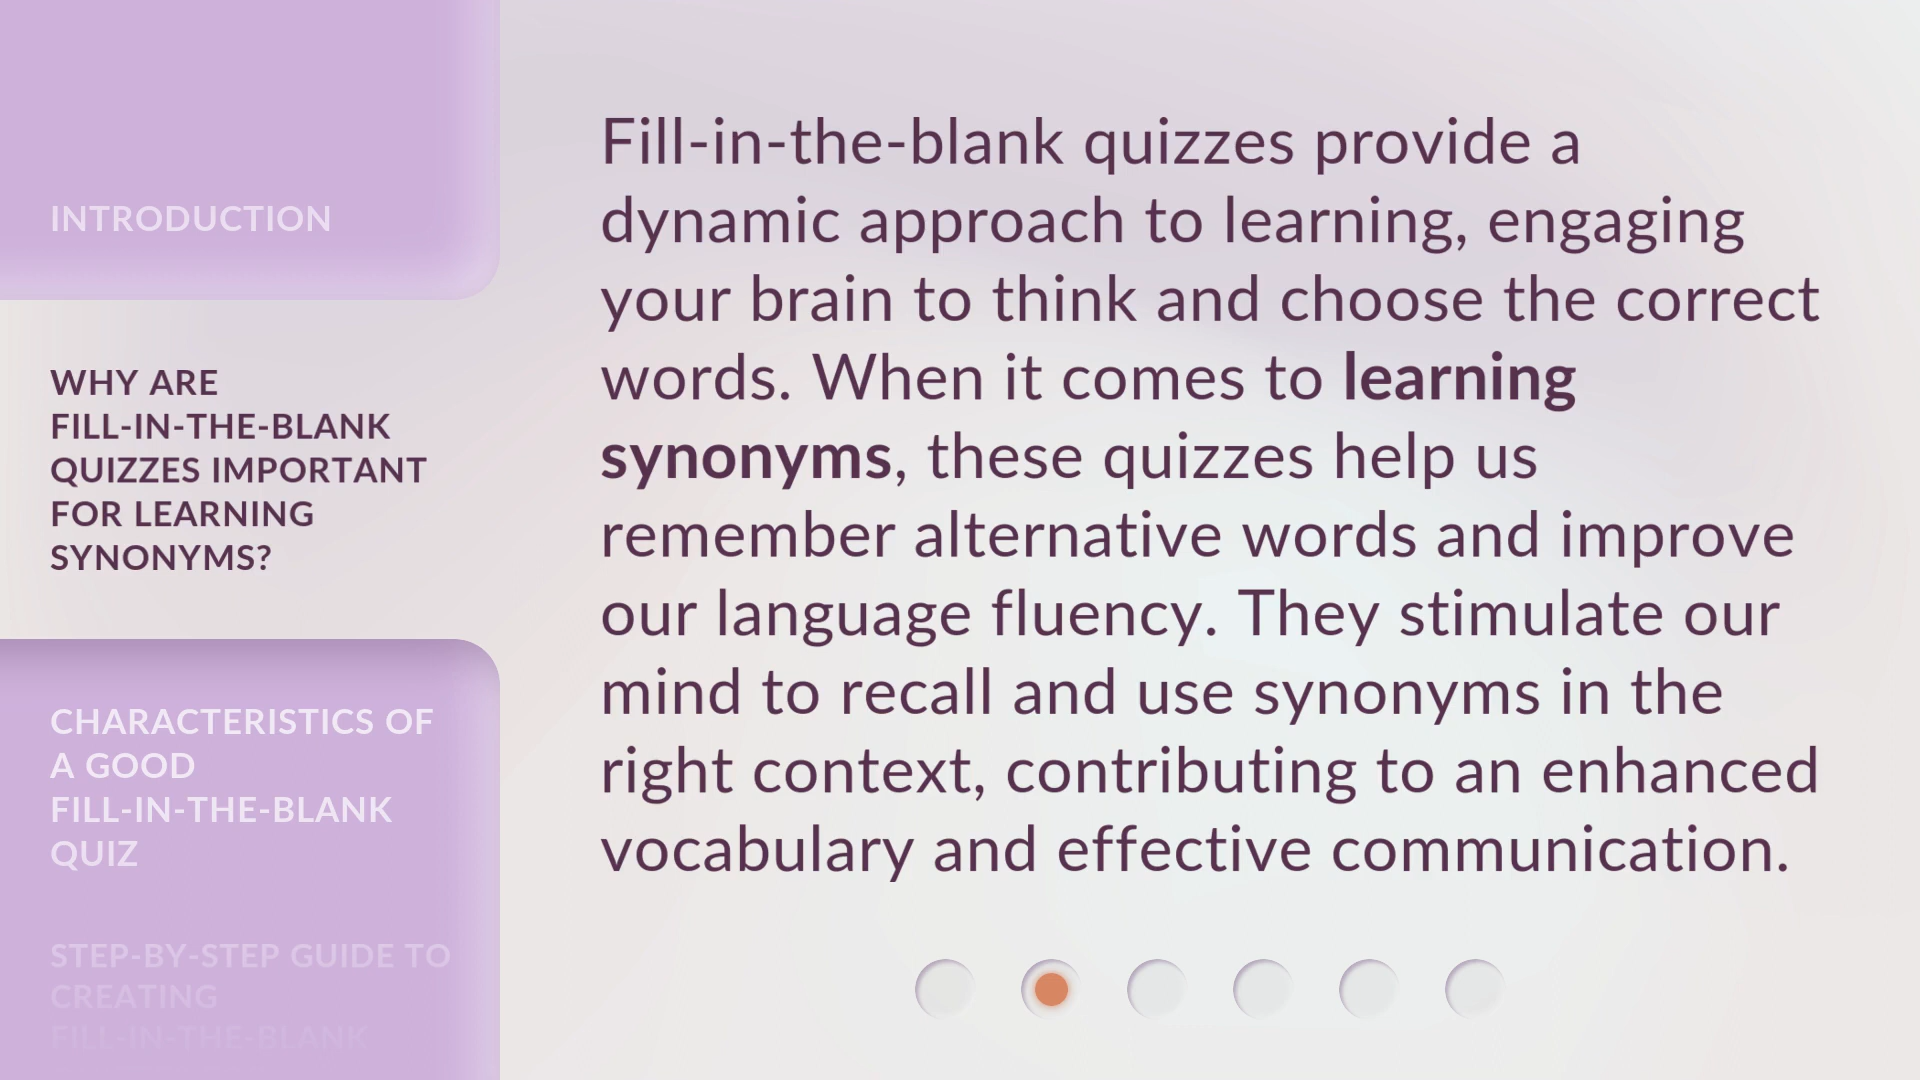 INTRODUCTION
WHY ARE
FILL-IN-THE-BLANK
QUIZZES IMPORTANT
FOR LEARNING
SYNONYMS?
CHARACTERISTICS OF
A GOOD
FILL-IN-THE-BLANK
QUIZ
STEP-BY-STEP GUIDE TO
CREATING
FILL-IN-THE-BLANK
Fill-in-the-blank quizzes provide a
dynamic approach to learning, engaging
your brain to think and choose the correct
words. When it comes to learning
synonyms, these quizzes help us
remember alternative words and improve
our language fluency. They stimulate our
mind to recall and use synonyms in the
right context, contributing to an enhanced
vocabulary and effective communication.